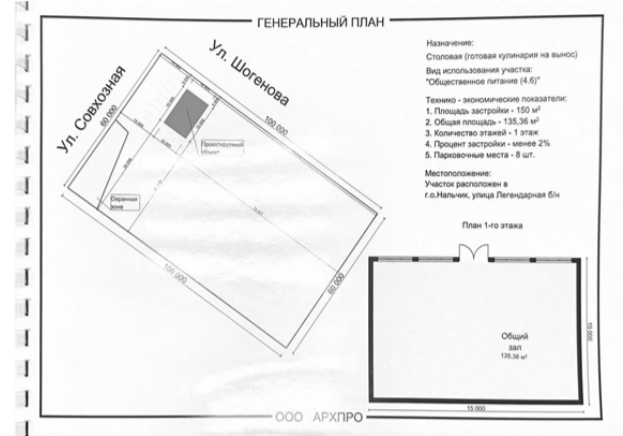 ГЕНЕРАЛЬНЫЙ ПЛАН
Ул. Шогенова
Ул. Совхозная
60.000
100.000
Проектируемый
объект
Охранная
зона
100 000
60.000
Назначение:
Столовая (готовая кулинария на вынос)
Вид использования участка:
"Общественное питание (4.6)"
Технико - экономические показатели:
1. Площадь застройки - 150 м²
2. Общая площадь - 135,36 м²
3. Количество этажей - 1 этаж
4. Процент застройки - менее 2%
5. Парковочные места - 8 шт.
Местоположение:
Участок расположен в
г.о.Нальчик, улица Легендарная б/н
План 1-го этажа
Общий
зал
135,36 м²
10.000
15.000
ООО АРХПРО